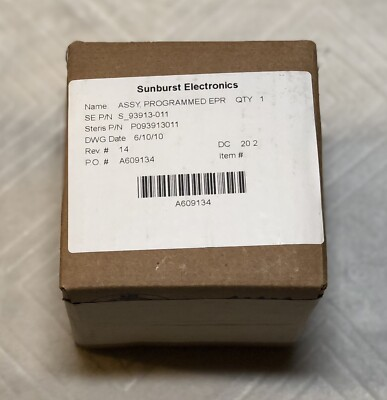 Sunburst Electronics
Name ASSY, PROGRAMMED EPR QTY 1
SE P/N S_93913-011
Steris P/N P093913011
DWG Date 6/10/10
Rev. # 14 DC 20 2
P.O. # A609134 Item #:
A609134